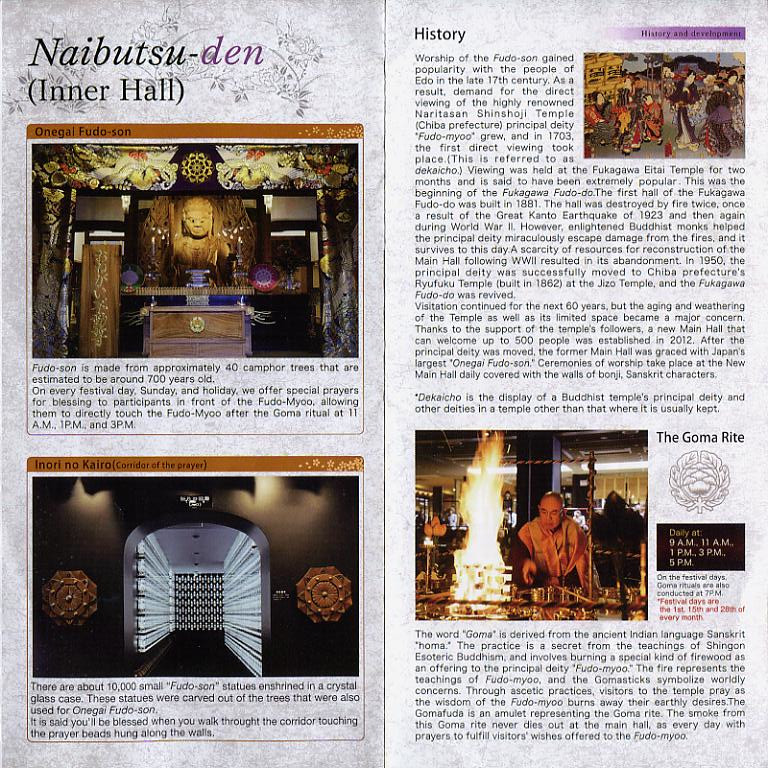 Naibutsu-den
(Inner Hall)
Onegai Fudo-son
Fudo-son is made from approximately 40 camphor trees that are
estimated to be around 700 years old.
On every festival day, Sunday, and holiday, we offer special prayers
for blessing to participants in front of the Fudo-Myoo, allowing
them to directly touch the Fudo-Myoo after the Goma ritual at 11
A.M., 1P.M., and 3P.M.
Inori no Kairo(Corridor of the prayer)
There are about 10,000 small "Fudo-son" statues enshrined in a crystal
glass case. These statues were carved out of the trees that were also
used for Onegai Fudo-son.
It is said you'll be blessed when you walk throught the corridor touching
the prayer beads hung along the walls.
History
History and development
Worship of the Fudo-son gained
popularity with the people of
Edo in the late 17th century. As a
result, demand for the direct
viewing of the highly renowned
Naritasan Shinshoji Temple
(Chiba prefecture) principal deity
"Fudo-myoo" grew, and in 1703,
the first direct viewing took
place.(This is referred to as
dekaicho.) Viewing was held at the Fukagawa Eitai Temple for two
months and is said to have been extremely popular. This was the
beginning of the Fukagawa Fudo-do.The first hall of the Fukagawa
Fudo-do was built in 1881. The hall was destroyed by fire twice, once
a result of the Great Kanto Earthquake of 1923 and then again
during World War II. However, enlightened Buddhist monks helped
the principal deity miraculously escape damage from the fires, and it
survives to this day.A scarcity of resources for reconstruction of the
Main Hall following WWII resulted in its abandonment. In 1950, the
principal deity was successfully moved to Chiba prefecture's
Ryufuku Temple (built in 1862) at the Jizo Temple, and the Fukagawa
Fudo-do was revived.
Visitation continued for the next 60 years, but the aging and weathering
of the Temple as well as its limited space became a major concern.
Thanks to the support of the temple's followers, a new Main Hall that
can welcome up to 500 people was established in 2012. After the
principal deity was moved, the former Main Hall was graced with Japan's
largest "Onegai Fudo-son." Ceremonies of worship take place at the New
Main Hall daily covered with the walls of bonji, Sanskrit characters.
*Dekaicho is the display of a Buddhist temple's principal deity and
other deities in a temple other than that where it is usually kept.
The Goma Rite
Daily at:
9 A.M., 11 A.M.,
1 P.M., 3 P.M.,
5 P.M.
On the festival days,
Goma rituals are also
conducted at 7P.M.
*Festival days are
the 1st, 15th and 28th of
every month.
The word "Goma" is derived from the ancient Indian language Sanskrit
"homa." The practice is a secret from the teachings of Shingon
Esoteric Buddhism, and involves burning a special kind of firewood as
an offering to the principal deity "Fudo-myoo." The fire represents the
teachings of Fudo-myoo, and the Gomasticks symbolize worldly
concerns. Through ascetic practices, visitors to the temple pray as
the wisdom of the Fudo-myoo burns away their earthly desires.The
Gomafuda is an amulet representing the Goma rite. The smoke from
this Goma rite never dies out at the main hall, as every day with
prayers to fulfill visitors' wishes offered to the Fudo-myoo.